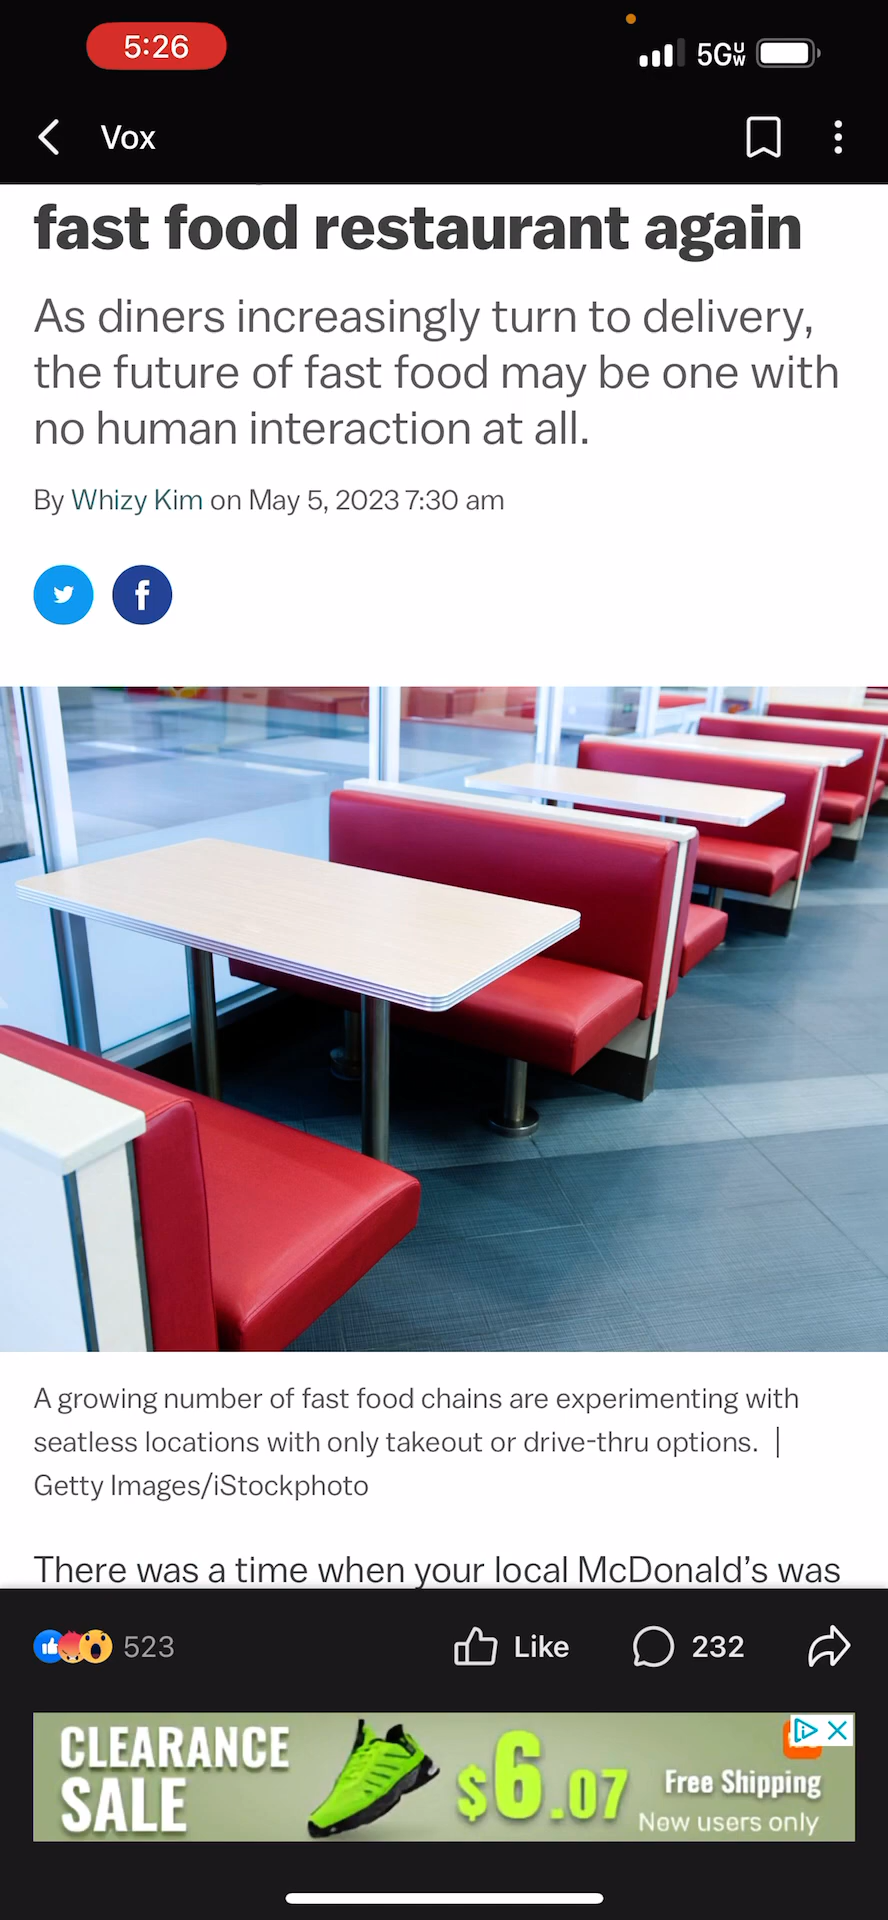 5:26
5G
Vox
fast food restaurant again
As diners increasingly turn to delivery,
the future of fast food may be one with
no human interaction at all.
By Whizy Kim on May 5, 2023 7:30 am
f
A growing number of fast food chains are experimenting with
seatless locations with only takeout or drive-thru options. |
Getty Images/iStockphoto
There was a time when your local McDonald's was
523 Like 232
CLEARANCE
SALE
$6.07
Free Shipping
New users only